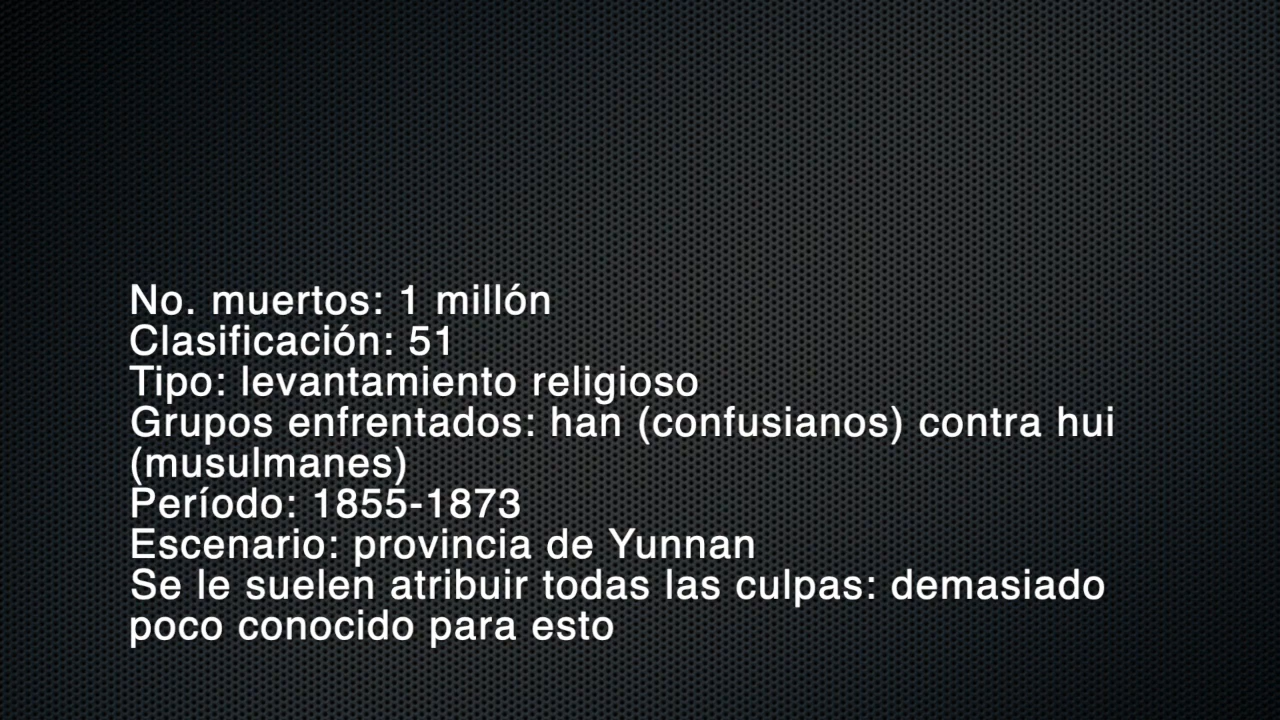 No. muertos: 1 millón
Clasificación: 51
Tipo: levantamiento religioso
Grupos enfrentados: han (confusianos) contra hui
(musulmanes)
Período: 1855-1873
Escenario: provincia de Yunnan
Se le suelen atribuir todas las culpas: demasiado
poco conocido para esto